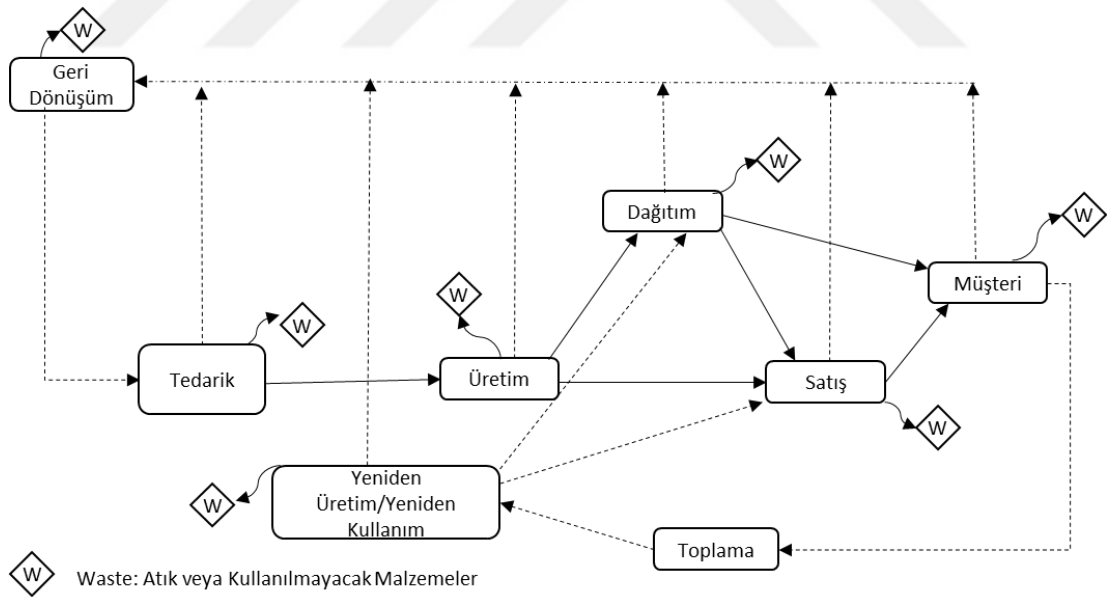 W
Geri
Dönüşüm
W
Dağıtım
W
Müşteri
W
W
Üretim
W
Tedarik
Satış
W
Yeniden
Üretim/Yeniden
Kullanım
W
Toplama
W
Waste: Atık veya Kullanılmayacak Malzemeler